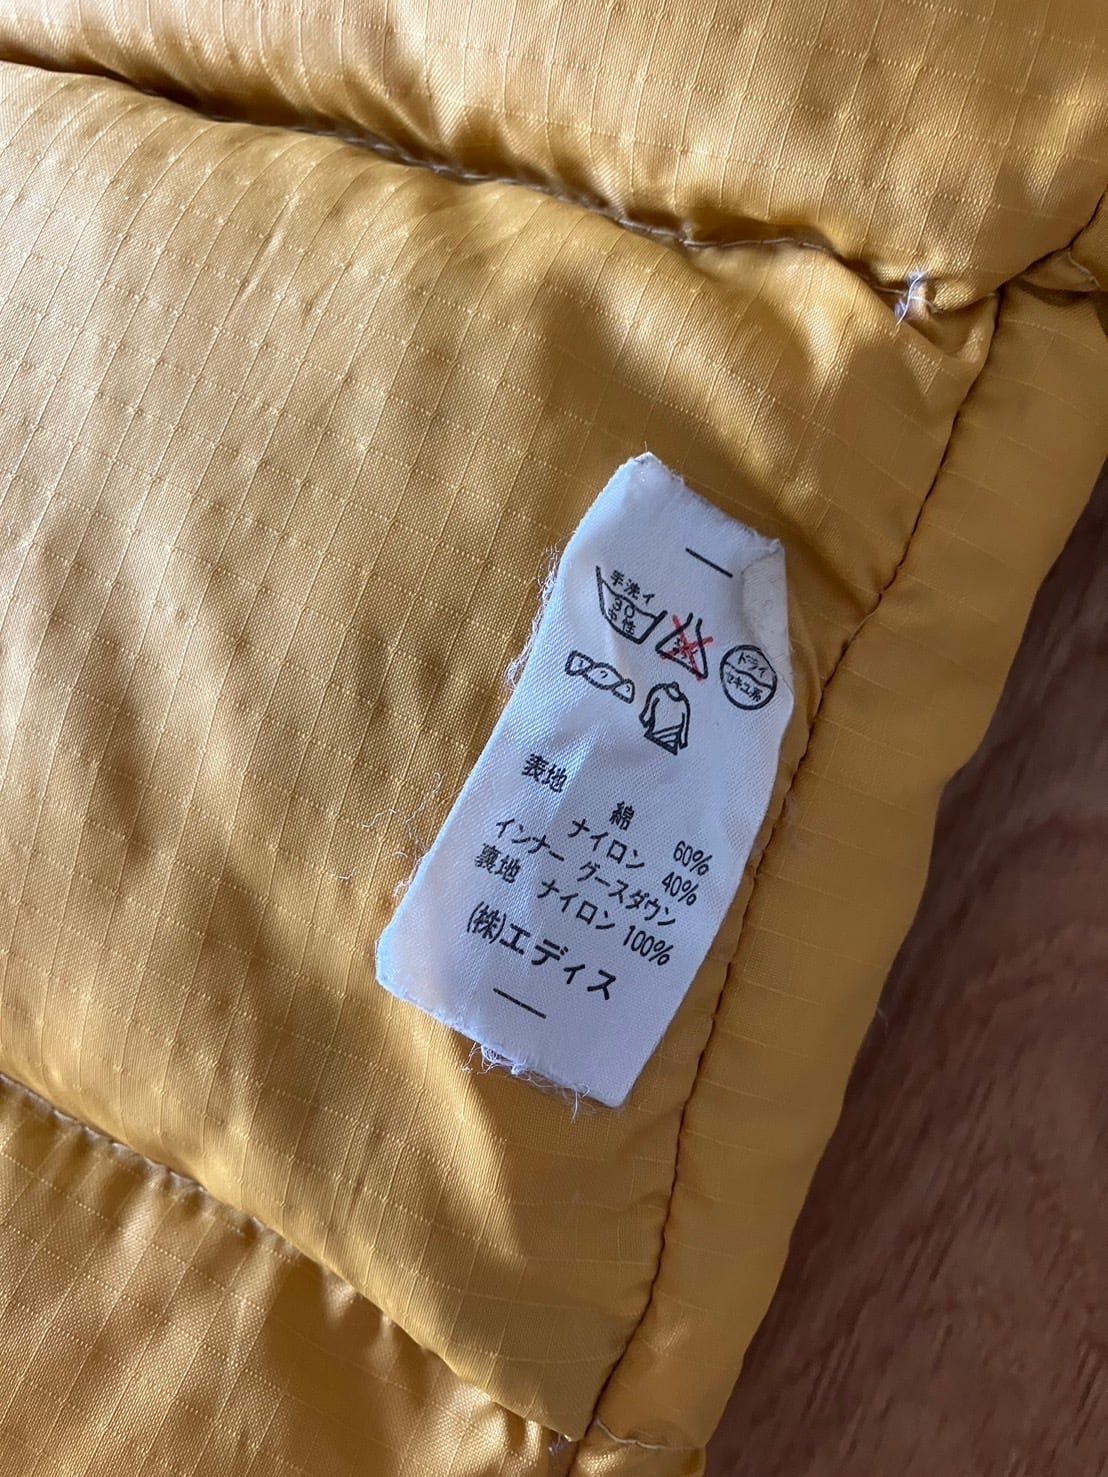 手洗イ
30
中性
ドライ
セキユ系
表地
綿 60%
ナイロン 40%
インナー グースダウン
裏地 ナイロン 100%
(株)エディス